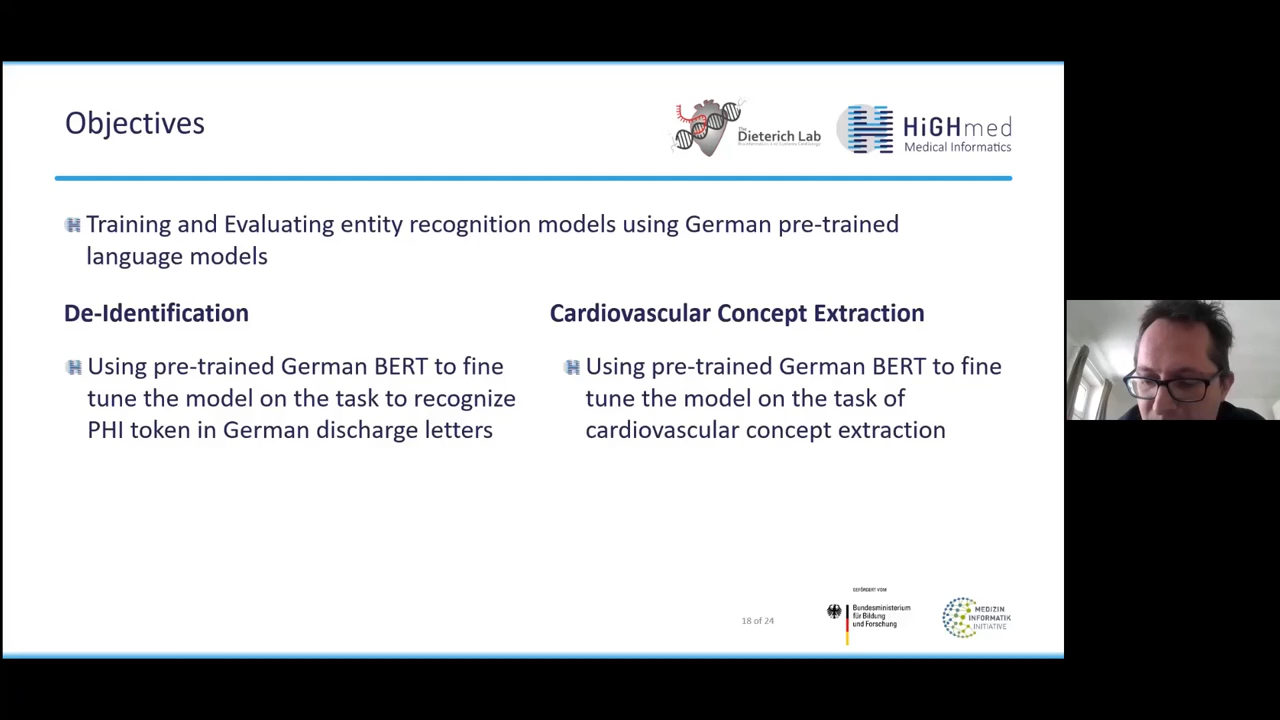 Objectives
The Dieterich Lab
HiGHmed
Medical Informatics
Training and Evaluating entity recognition models using German pre-trained
language models
De-Identification
Using pre-trained German BERT to fine
tune the model on the task to recognize
PHI token in German discharge letters
Cardiovascular Concept Extraction
Using pre-trained German BERT to fine
tune the model on the task of
cardiovascular concept extraction
18 of 24
GEFÖRDERT VOM
Bundesministerium
für Bildung
und Forschung
MEDIZIN
INFORMATIK
INITIATIVE